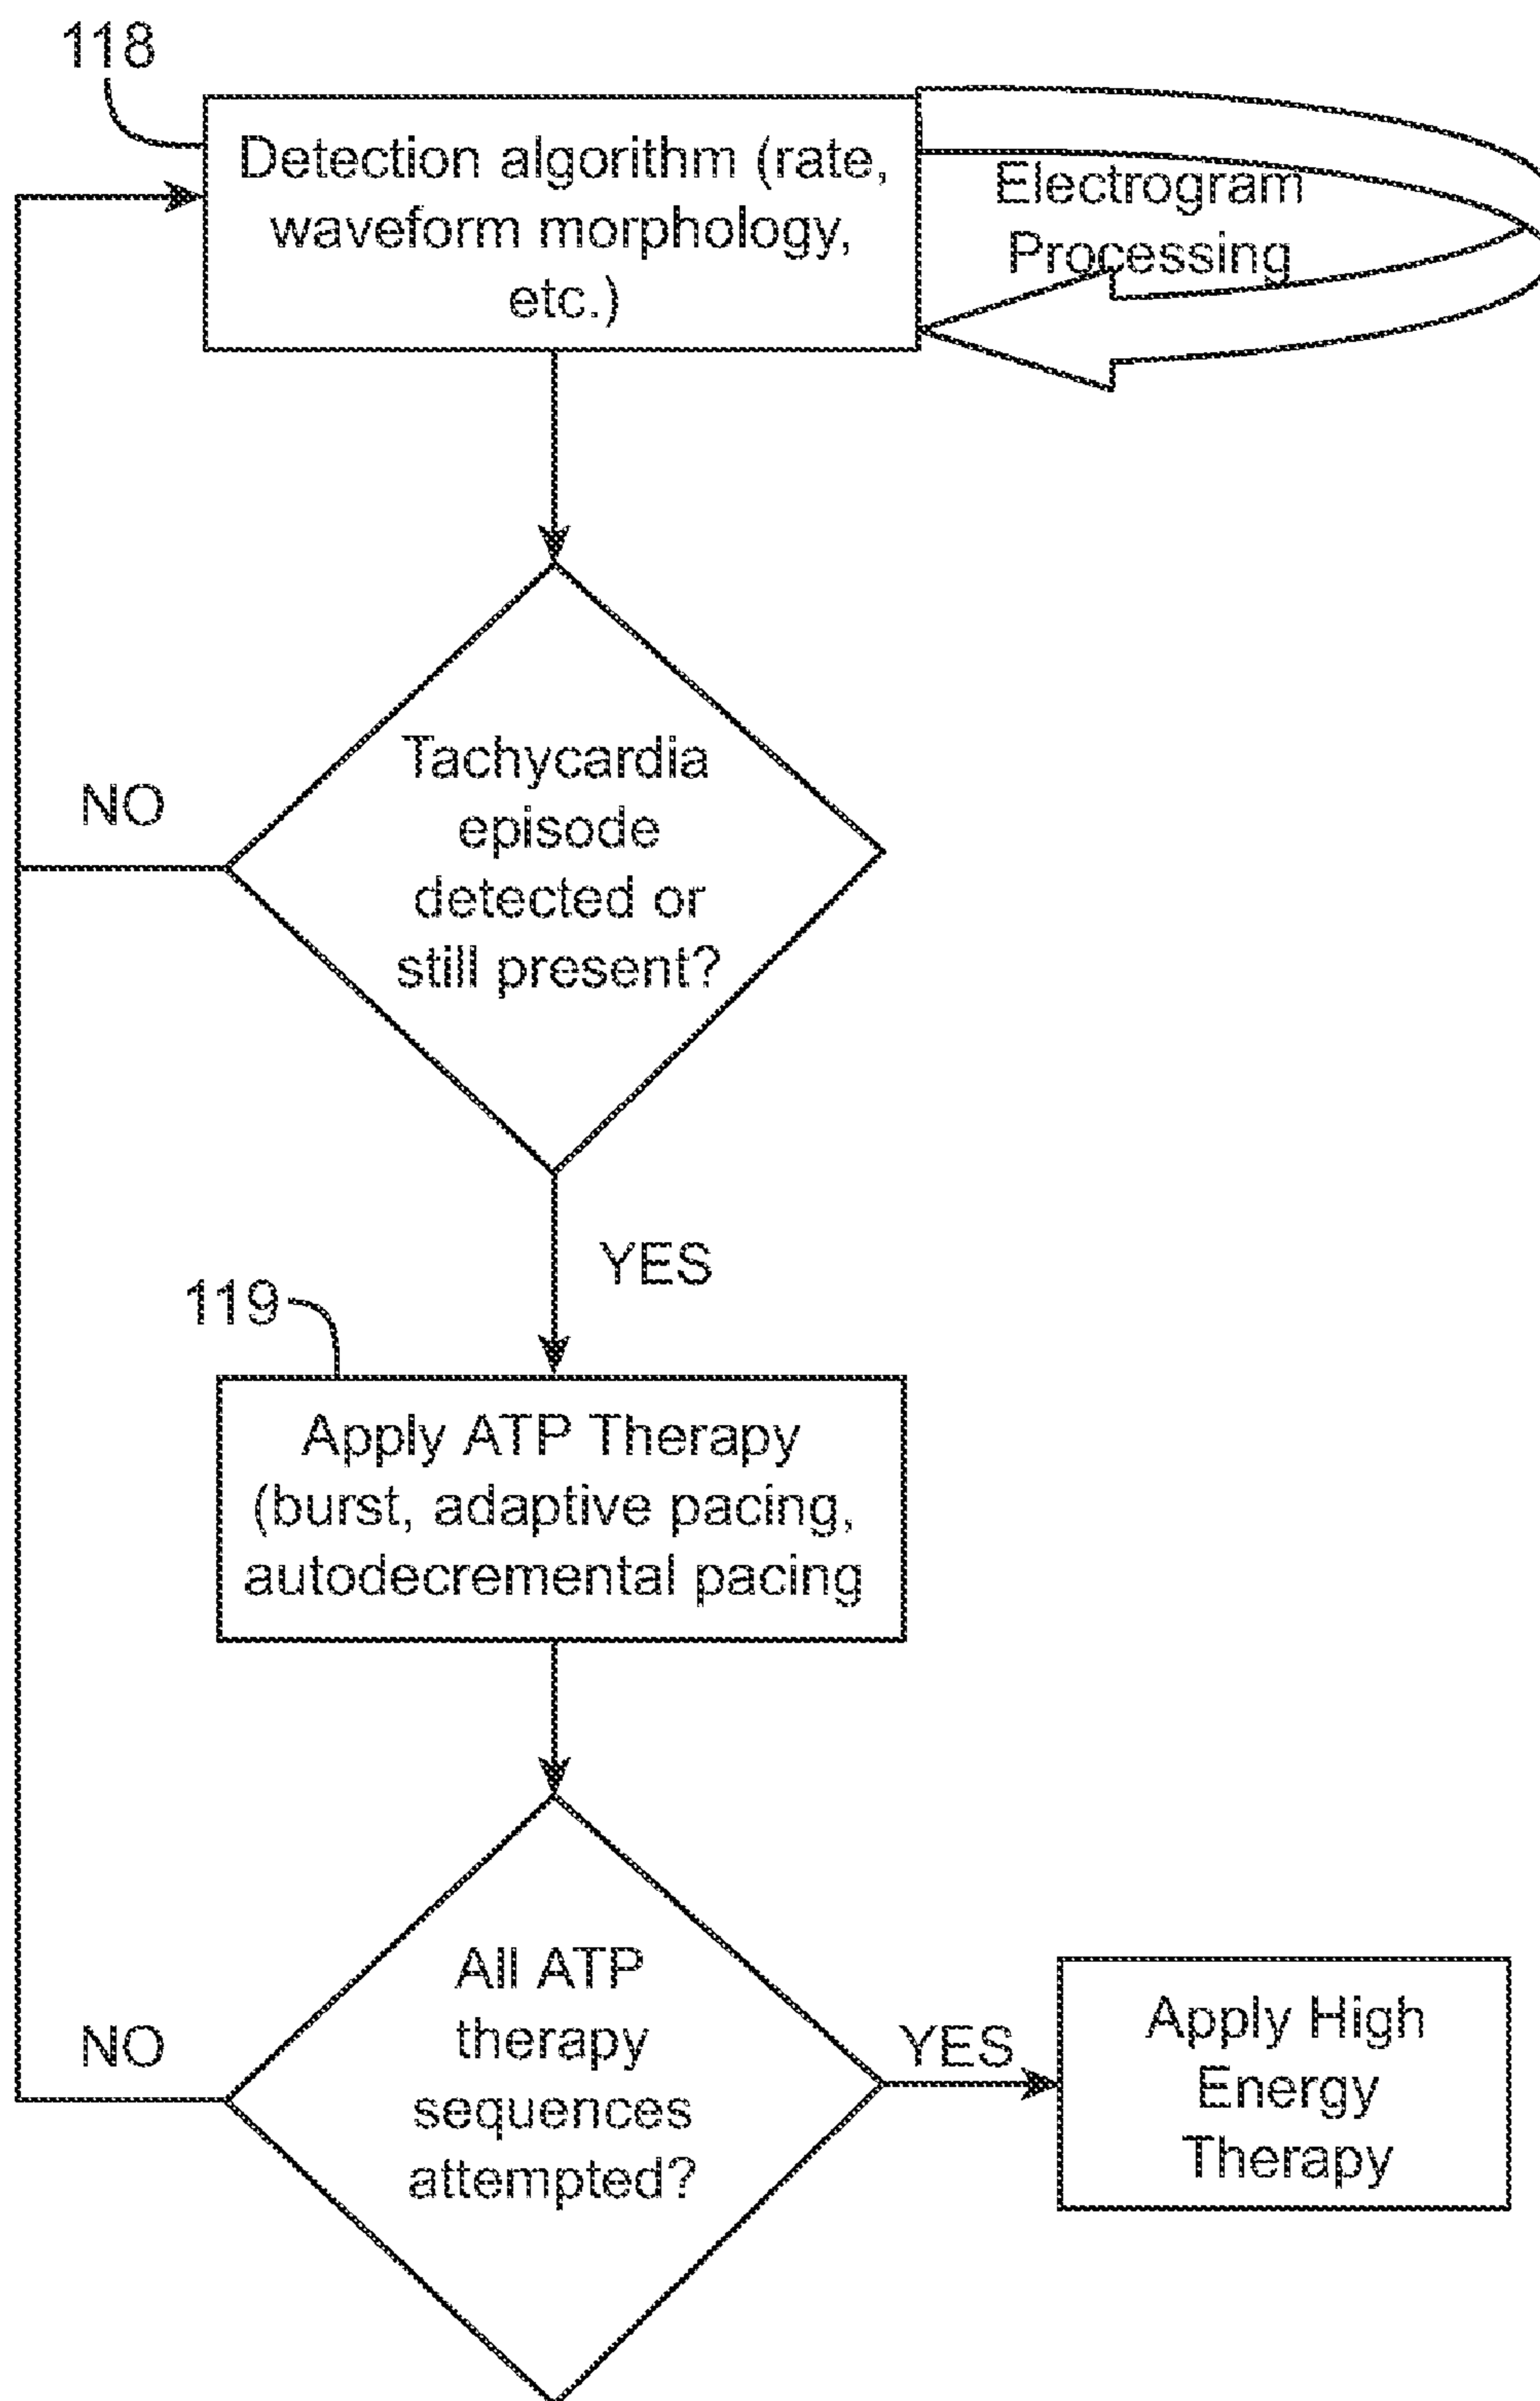 118
Detection algorithm (rate,
waveform morphology,
etc.)
Electrogram
Processing
Tachycardia
episode
detected or
still present?
NO
YES
119
Apply ATP Therapy
(burst, adaptive pacing,
autodecremental pacing
All ATP
therapy
sequences
attempted?
NO
YES
Apply High
Energy
Therapy